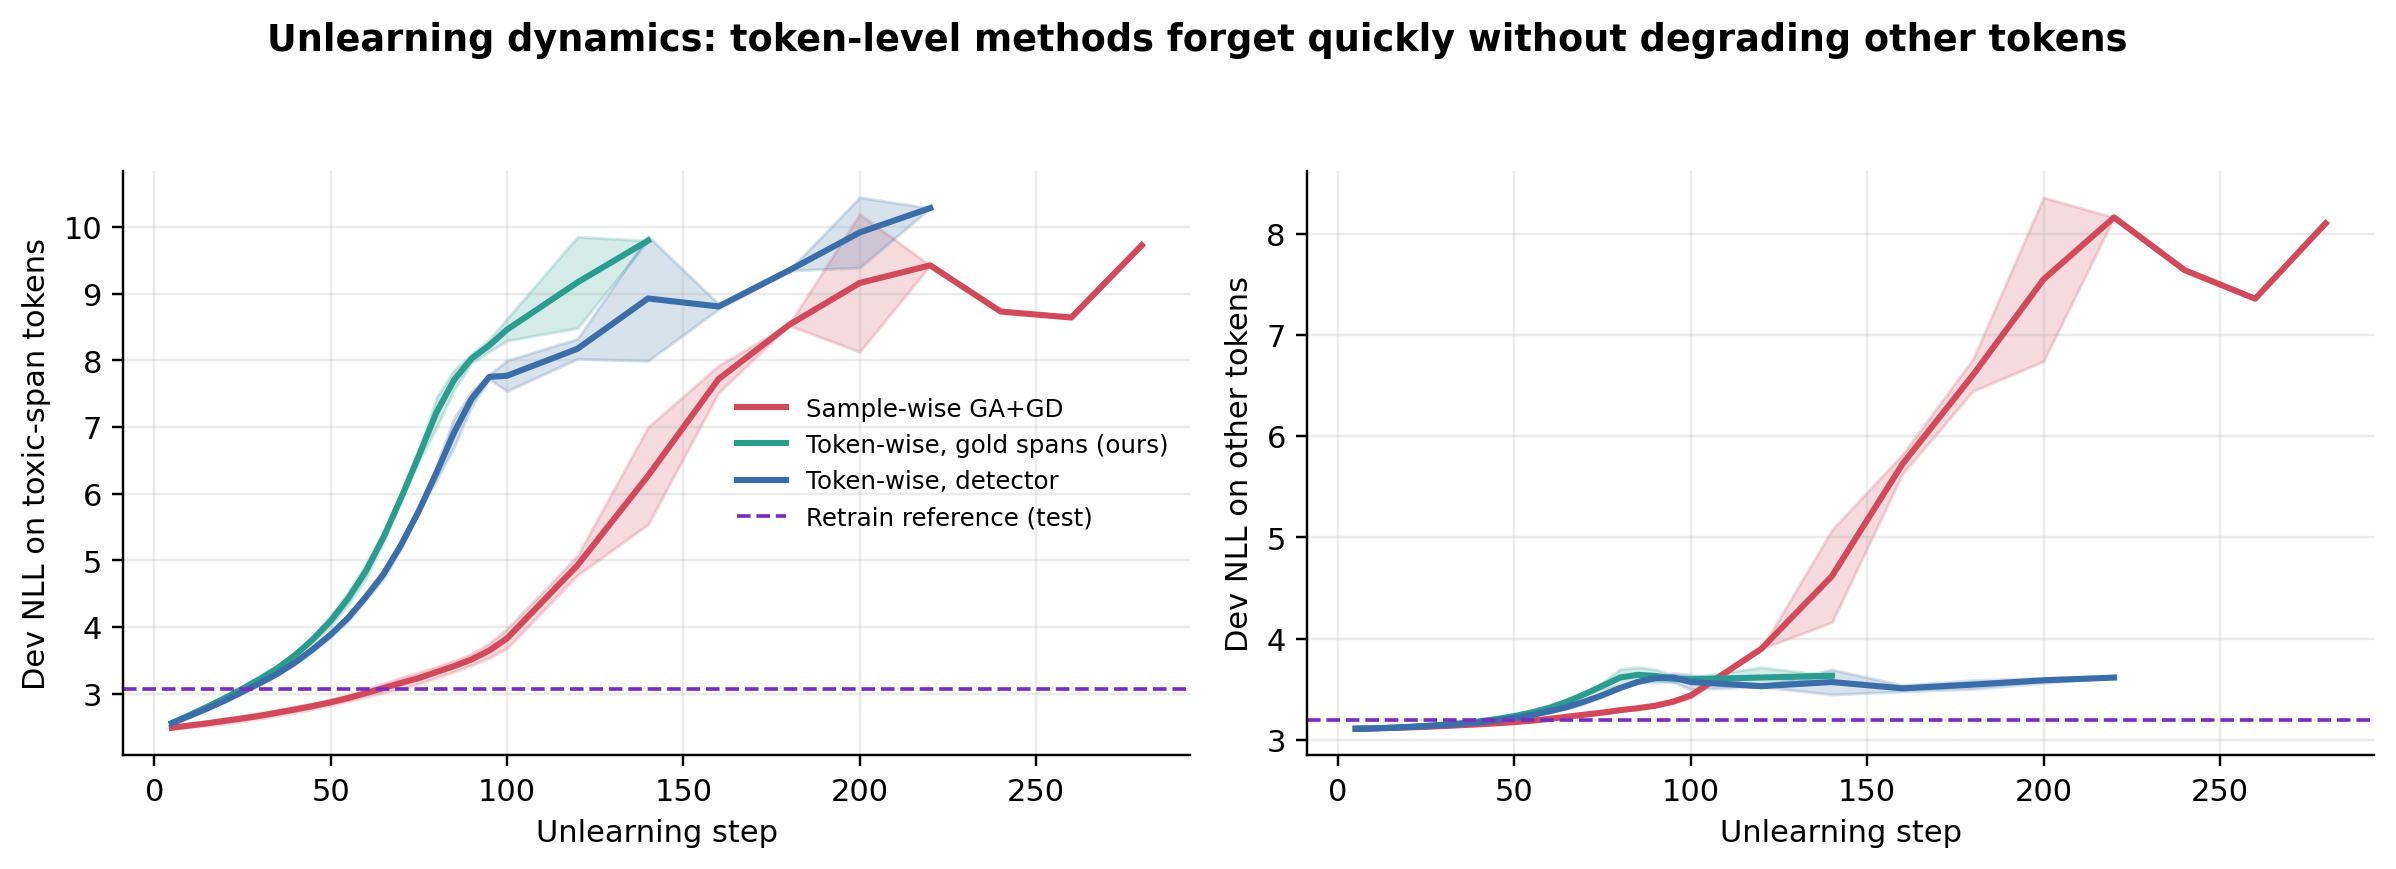 Unlearning dynamics: token-level methods forget quickly without degrading other tokens
Dev NLL on toxic-span tokens
10
9
8
7
6
5
4
3
0 50 100 150 200 250
Unlearning step
Sample-wise GA+GD
Token-wise, gold spans (ours)
Token-wise, detector
Retrain reference (test)
Dev NLL on other tokens
8
7
6
5
4
3
0 50 100 150 200 250
Unlearning step